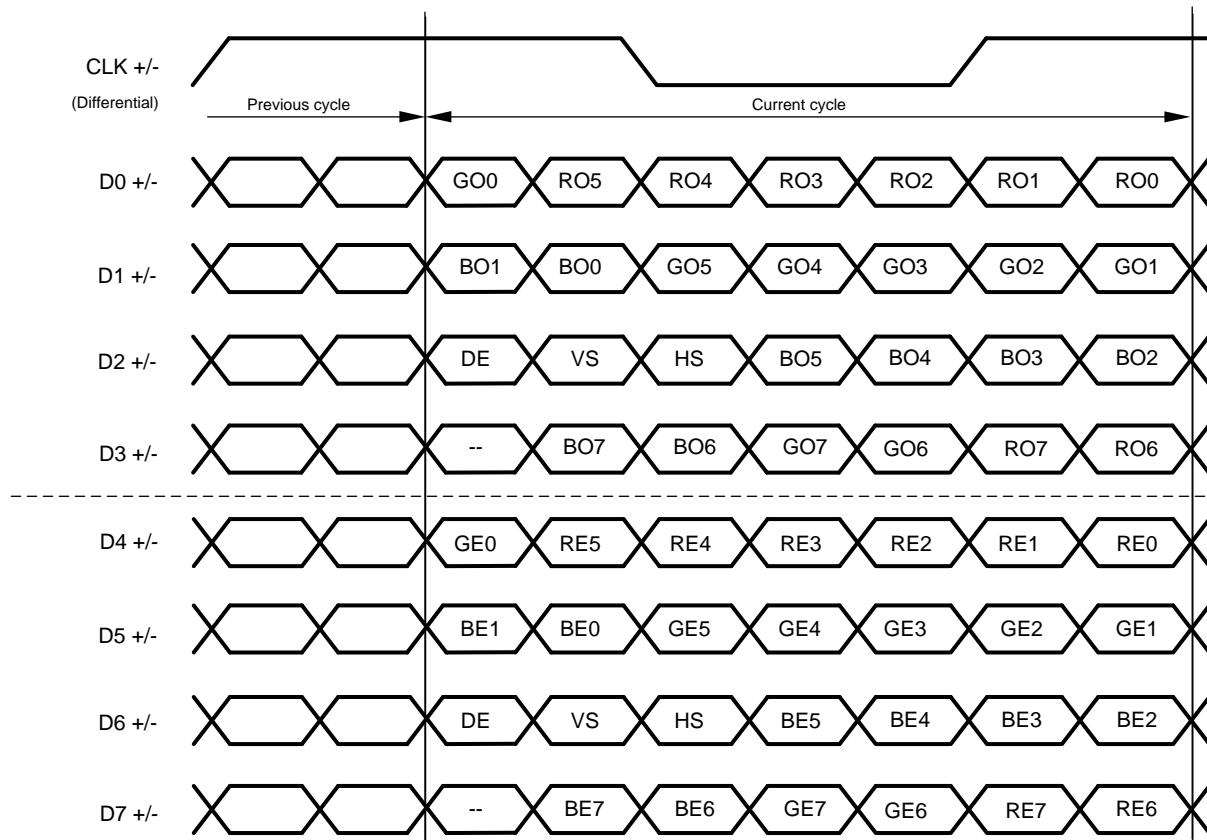 CLK +/-
(Differential)
Previous cycle Current cycle
D0 +/- GO0 RO5 RO4 RO3 RO2 RO1 RO0
D1 +/- BO1 BO0 GO5 GO4 GO3 GO2 GO1
D2 +/- DE VS HS BO5 BO4 BO3 BO2
D3 +/- -- BO7 BO6 GO7 GO6 RO7 RO6
D4 +/- GE0 RE5 RE4 RE3 RE2 RE1 RE0
D5 +/- BE1 BE0 GE5 GE4 GE3 GE2 GE1
D6 +/- DE VS HS BE5 BE4 BE3 BE2
D7 +/- -- BE7 BE6 GE7 GE6 RE7 RE6